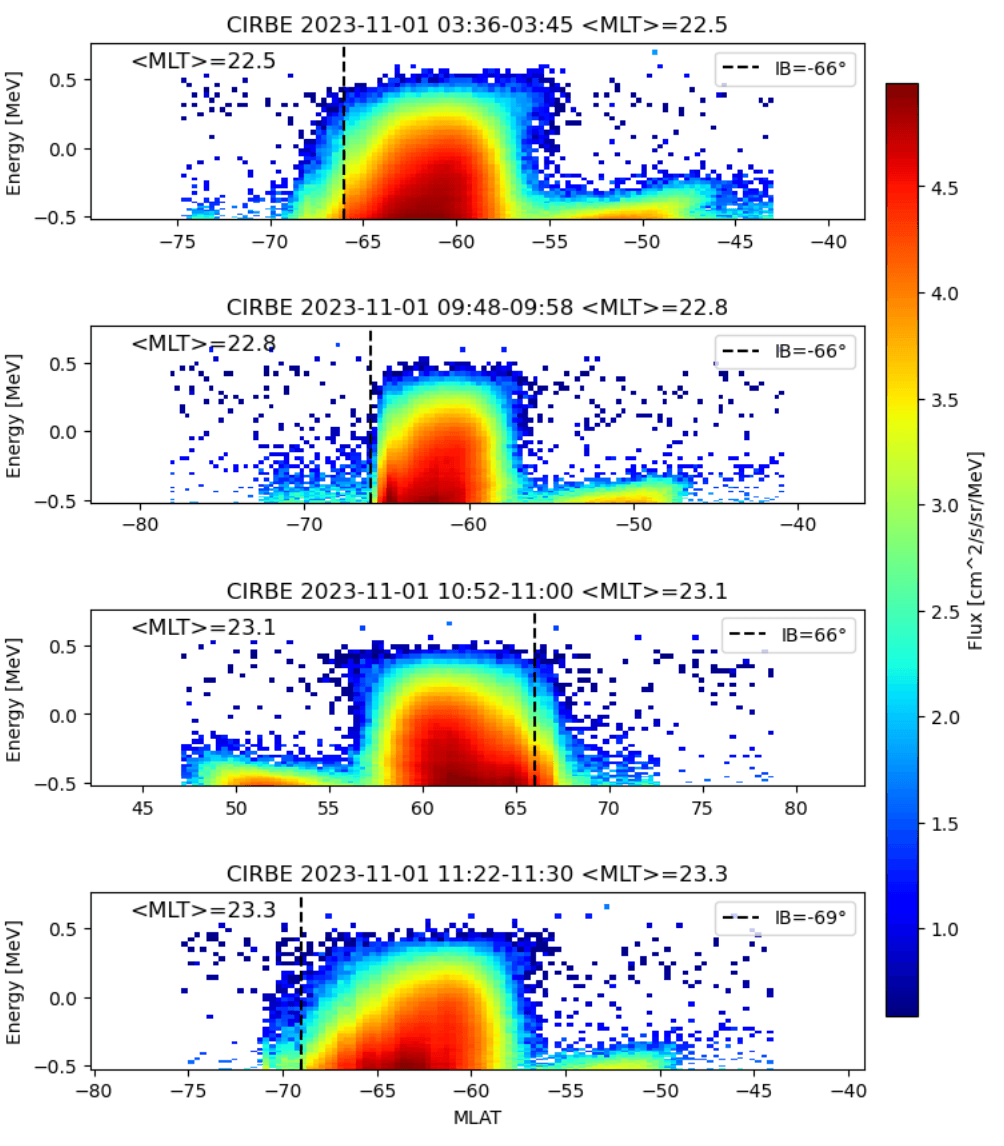 CIRBE 2023-11-01 03:36-03:45 <MLT>=22.5
<MLT>=22.5
IB=-66°
Energy [MeV]
0.5
0.0
−0.5
−75
−70
−65
−60
−55
−50
−45
−40
CIRBE 2023-11-01 09:48-09:58 <MLT>=22.8
<MLT>=22.8
IB=-66°
Energy [MeV]
0.5
0.0
−0.5
−80
−70
−60
−50
−40
CIRBE 2023-11-01 10:52-11:00 <MLT>=23.1
<MLT>=23.1
IB=66°
Energy [MeV]
0.5
0.0
−0.5
45
50
55
60
65
70
75
80
CIRBE 2023-11-01 11:22-11:30 <MLT>=23.3
<MLT>=23.3
IB=-69°
Energy [MeV]
0.5
0.0
−0.5
−80
−75
−70
−65
−60
−55
−50
−45
−40
MLAT
4.5
4.0
3.5
3.0
2.5
2.0
1.5
1.0
Flux [cm^2/s/sr/MeV]